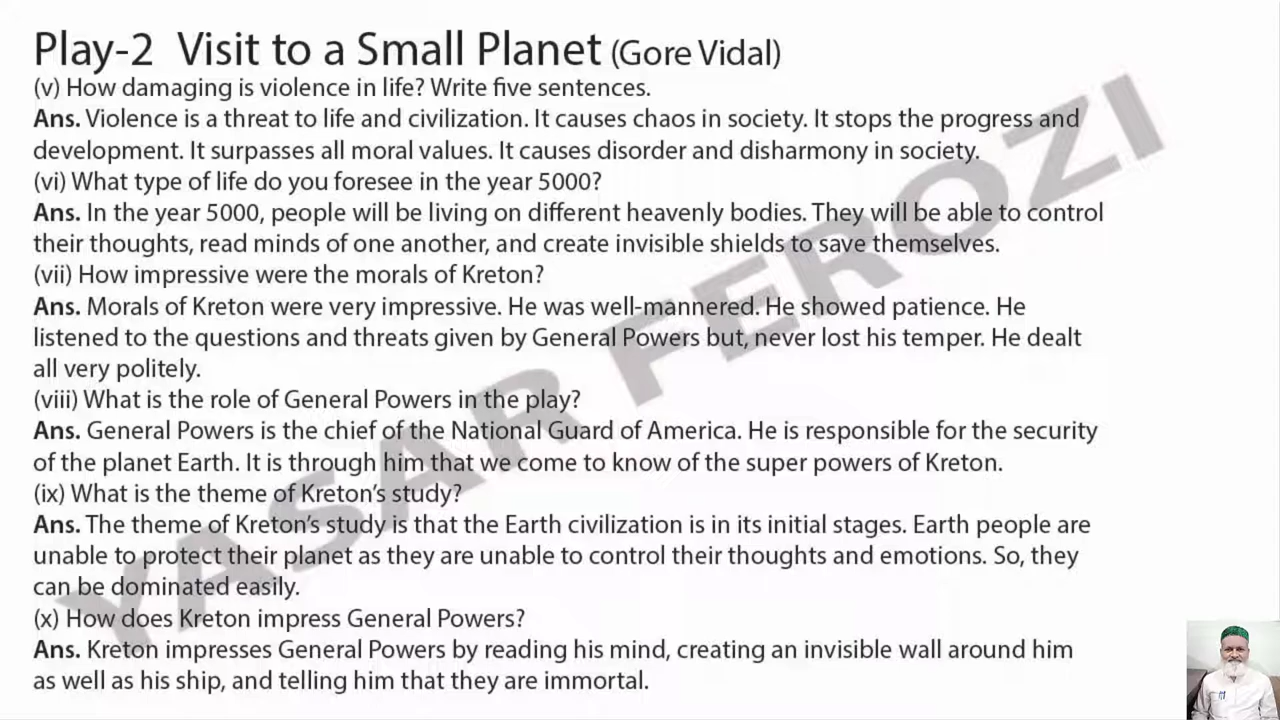 Play-2 Visit to a Small Planet (Gore Vidal)
(v) How damaging is violence in life? Write five sentences.
Ans. Violence is a threat to life and civilization. It causes chaos in society. It stops the progress and
development. It surpasses all moral values. It causes disorder and disharmony in society.
(vi) What type of life do you foresee in the year 5000?
Ans. In the year 5000, people will be living on different heavenly bodies. They will be able to control
their thoughts, read minds of one another, and create invisible shields to save themselves.
(vii) How impressive were the morals of Kreton?
Ans. Morals of Kreton were very impressive. He was well-mannered. He showed patience. He
listened to the questions and threats given by General Powers but, never lost his temper. He dealt
all very politely.
(viii) What is the role of General Powers in the play?
Ans. General Powers is the chief of the National Guard of America. He is responsible for the security
of the planet Earth. It is through him that we come to know of the super powers of Kreton.
(ix) What is the theme of Kreton's study?
Ans. The theme of Kreton's study is that the Earth civilization is in its initial stages. Earth people are
unable to protect their planet as they are unable to control their thoughts and emotions. So, they
can be dominated easily.
(x) How does Kreton impress General Powers?
Ans. Kreton impresses General Powers by reading his mind, creating an invisible wall around him
as well as his ship, and telling him that they are immortal.
YASAR FEROZI